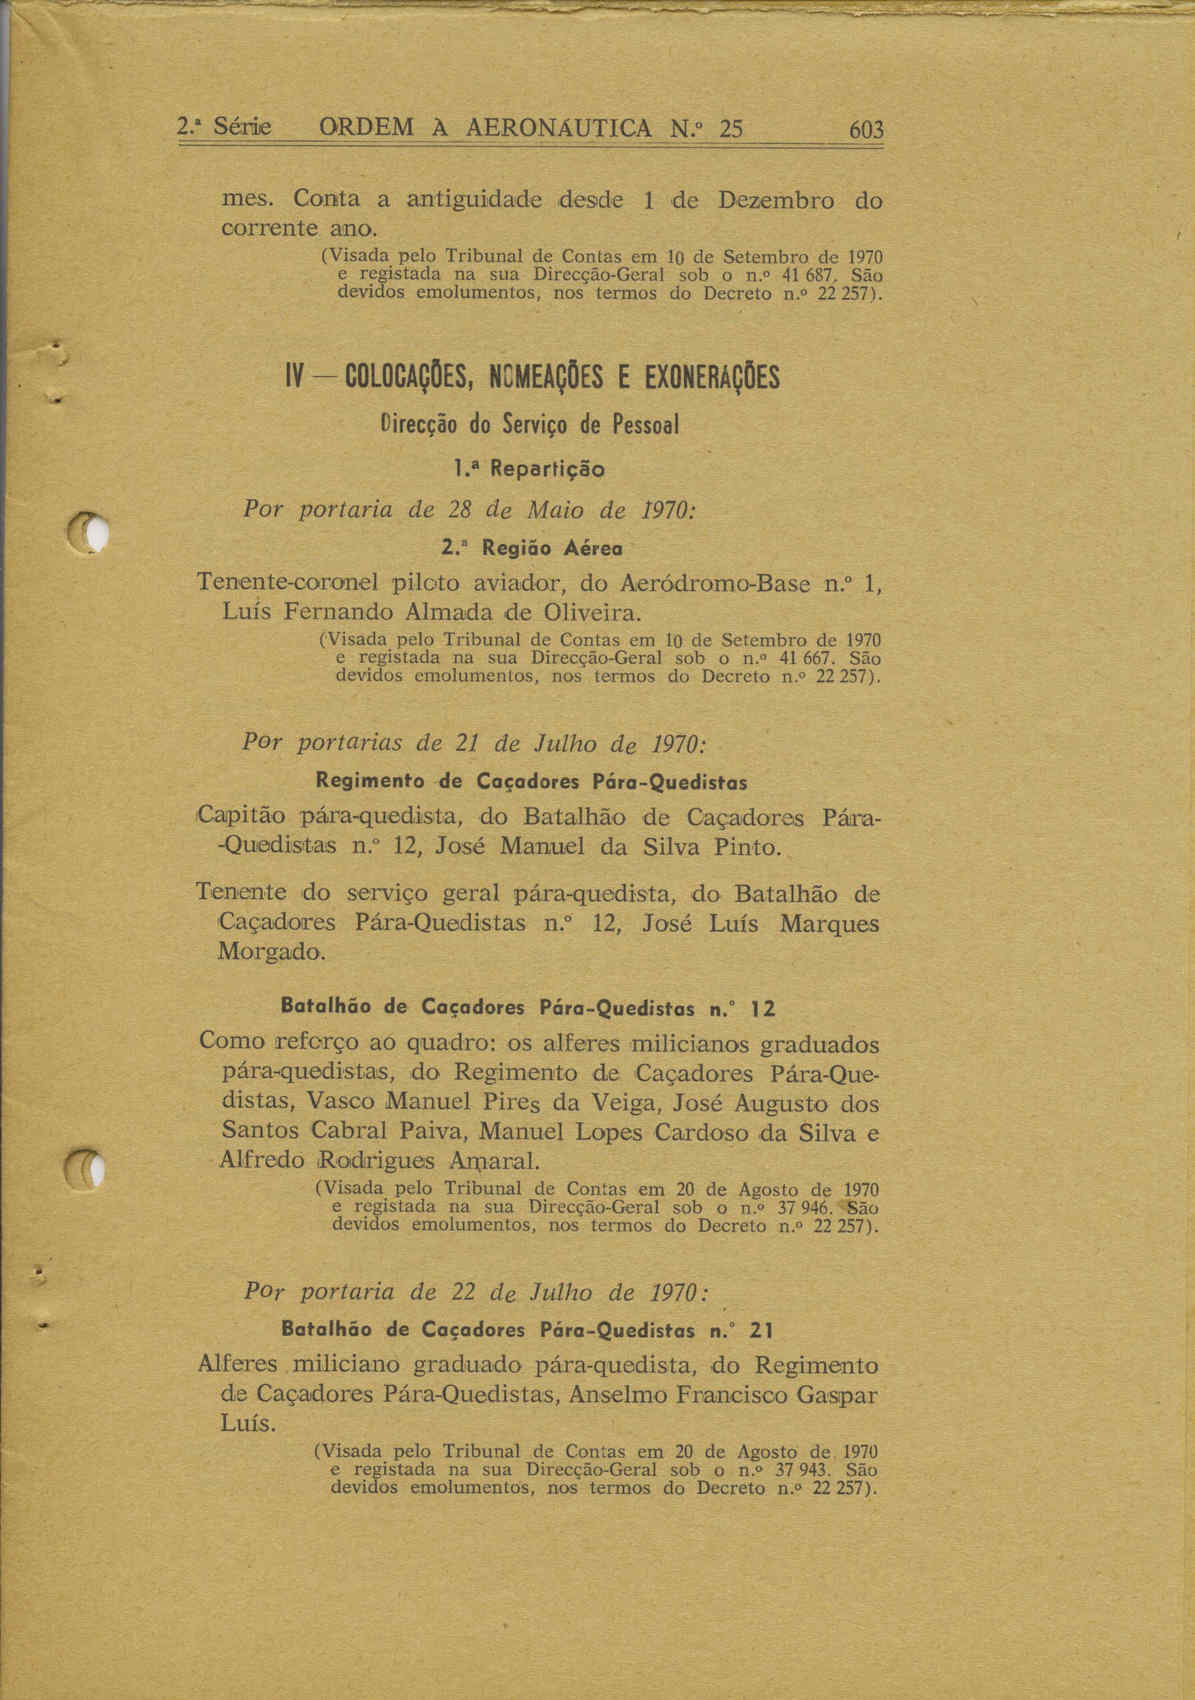 2.ª Série ORDEM À AERONÁUTICA N.º 25 603
mes. Conta a antiguidade desde 1 de Dezembro do
corrente ano.
(Visada pelo Tribunal de Contas em 10 de Setembro de 1970
e registada na sua Direcção-Geral sob o n.º 41 687. São
devidos emolumentos, nos termos do Decreto n.º 22 257).
IV — COLOCAÇÕES, NOMEAÇÕES E EXONERAÇÕES
Direcção do Serviço de Pessoal
1.ª Repartição
Por portaria de 28 de Maio de 1970:
2.ª Região Aérea
Tenente-coronel piloto aviador, do Aeródromo-Base n.º 1,
Luís Fernando Almada de Oliveira.
(Visada pelo Tribunal de Contas em 10 de Setembro de 1970
e registada na sua Direcção-Geral sob o n.º 41 667. São
devidos emolumentos, nos termos do Decreto n.º 22 257).
Por portarias de 21 de Julho de 1970:
Regimento de Caçadores Pára-Quedistas
Capitão pára-quedista, do Batalhão de Caçadores Pára-
-Quedistas n.º 12, José Manuel da Silva Pinto.
Tenente do serviço geral pára-quedista, do Batalhão de
Caçadores Pára-Quedistas n.º 12, José Luís Marques
Morgado.
Batalhão de Caçadores Pára-Quedistas n.º 12
Como reforço ao quadro: os alferes milicianos graduados
pára-quedistas, do Regimento de Caçadores Pára-Que-
distas, Vasco Manuel Pires da Veiga, José Augusto dos
Santos Cabral Paiva, Manuel Lopes Cardoso da Silva e
Alfredo Rodrigues Amaral.
(Visada pelo Tribunal de Contas em 20 de Agosto de 1970
e registada na sua Direcção-Geral sob o n.º 37 946. São
devidos emolumentos, nos termos do Decreto n.º 22 257).
Por portaria de 22 de Julho de 1970:
Batalhão de Caçadores Pára-Quedistas n.º 21
Alferes miliciano graduado pára-quedista, do Regimento
de Caçadores Pára-Quedistas, Anselmo Francisco Gaspar
Luís.
(Visada pelo Tribunal de Contas em 20 de Agosto de 1970
e registada na sua Direcção-Geral sob o n.º 37 943. São
devidos emolumentos, nos termos do Decreto n.º 22 257).